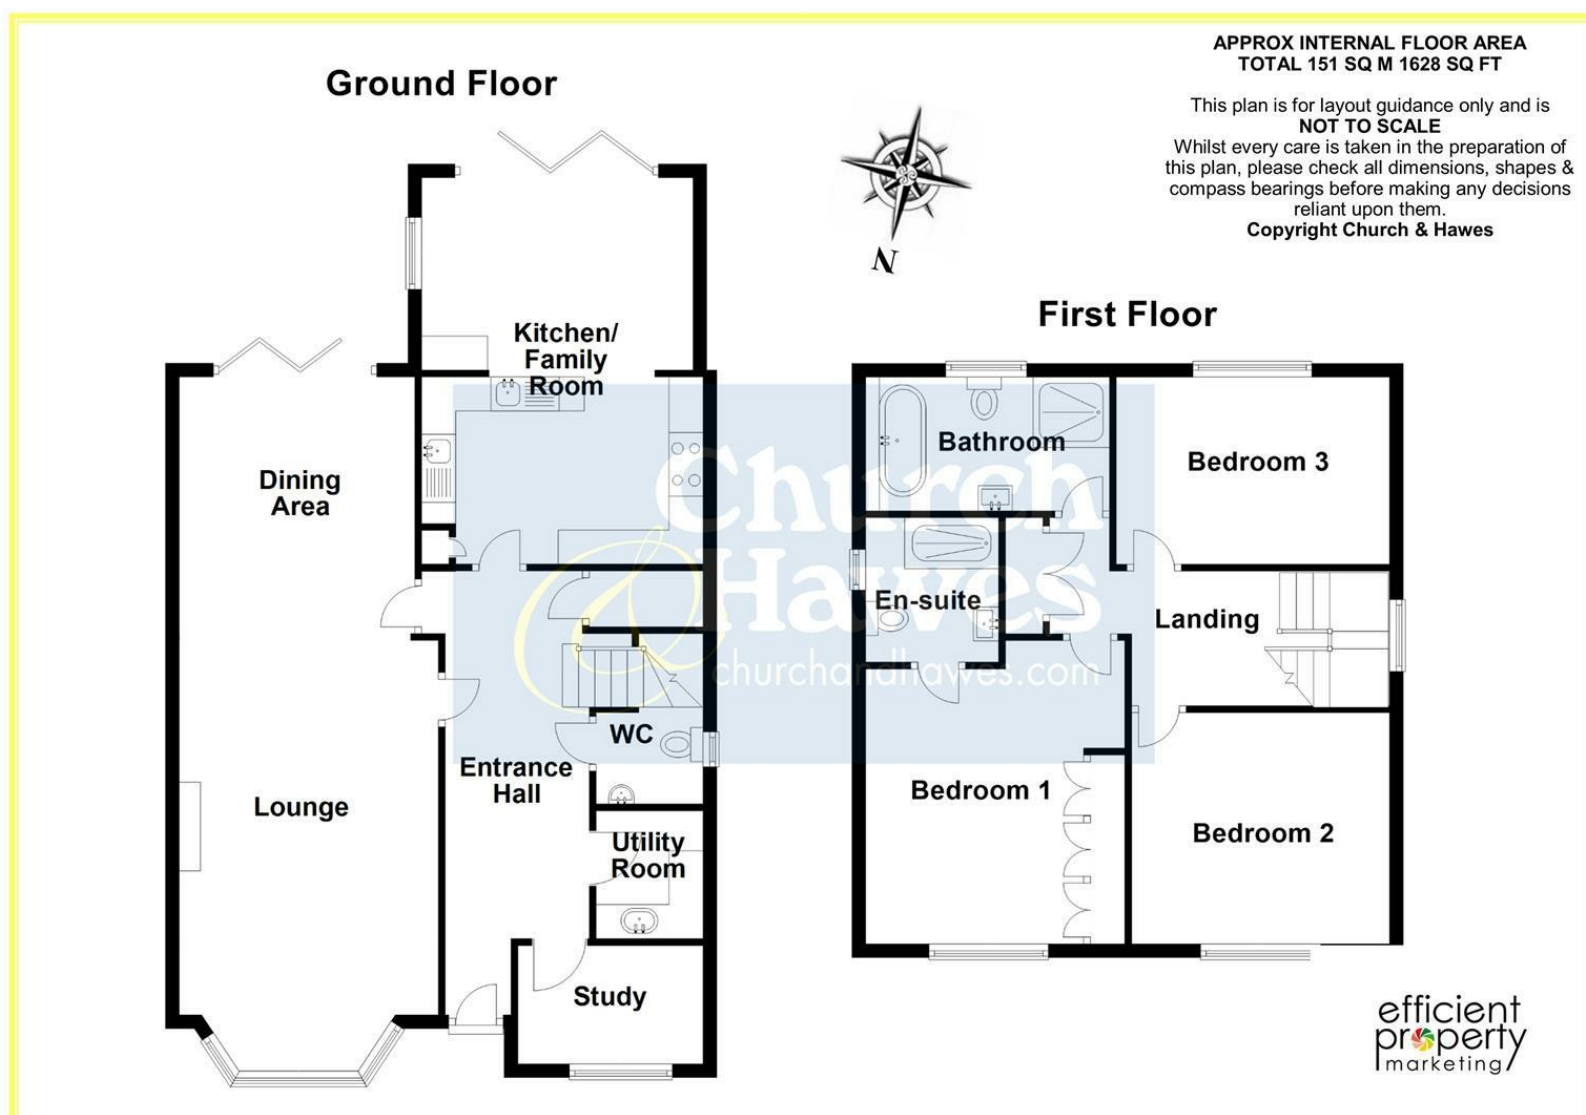 Ground Floor
APPROX INTERNAL FLOOR AREA
TOTAL 151 SQ M 1628 SQ FT
This plan is for layout guidance only and is
NOT TO SCALE
Whilst every care is taken in the preparation of
this plan, please check all dimensions, shapes &
compass bearings before making any decisions
reliant upon them.
Copyright Church & Hawes
N
First Floor
Kitchen/
Family
Room
Dining
Area
Lounge
Entrance
Hall
WC
Utility
Room
Study
Bathroom
Bedroom 3
En-suite
Landing
Bedroom 1
Bedroom 2
Church
& Hawes
churchandhawes.com
efficient
property
marketing